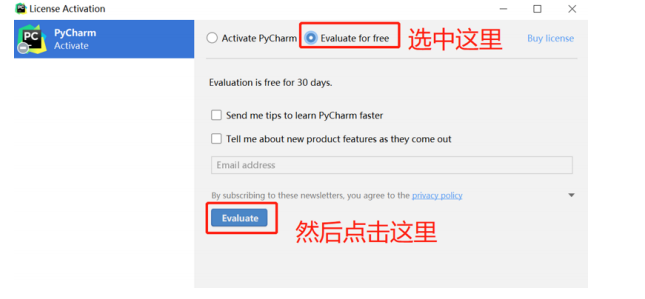 License Activation
PC PyCharm
Activate
Activate PyCharm Evaluate for free 选中这里 Buy license
Evaluation is free for 30 days.
Send me tips to learn PyCharm faster
Tell me about new product features as they come out
Email address
By subscribing to these newsletters, you agree to the privacy policy
Evaluate
然后点击这里